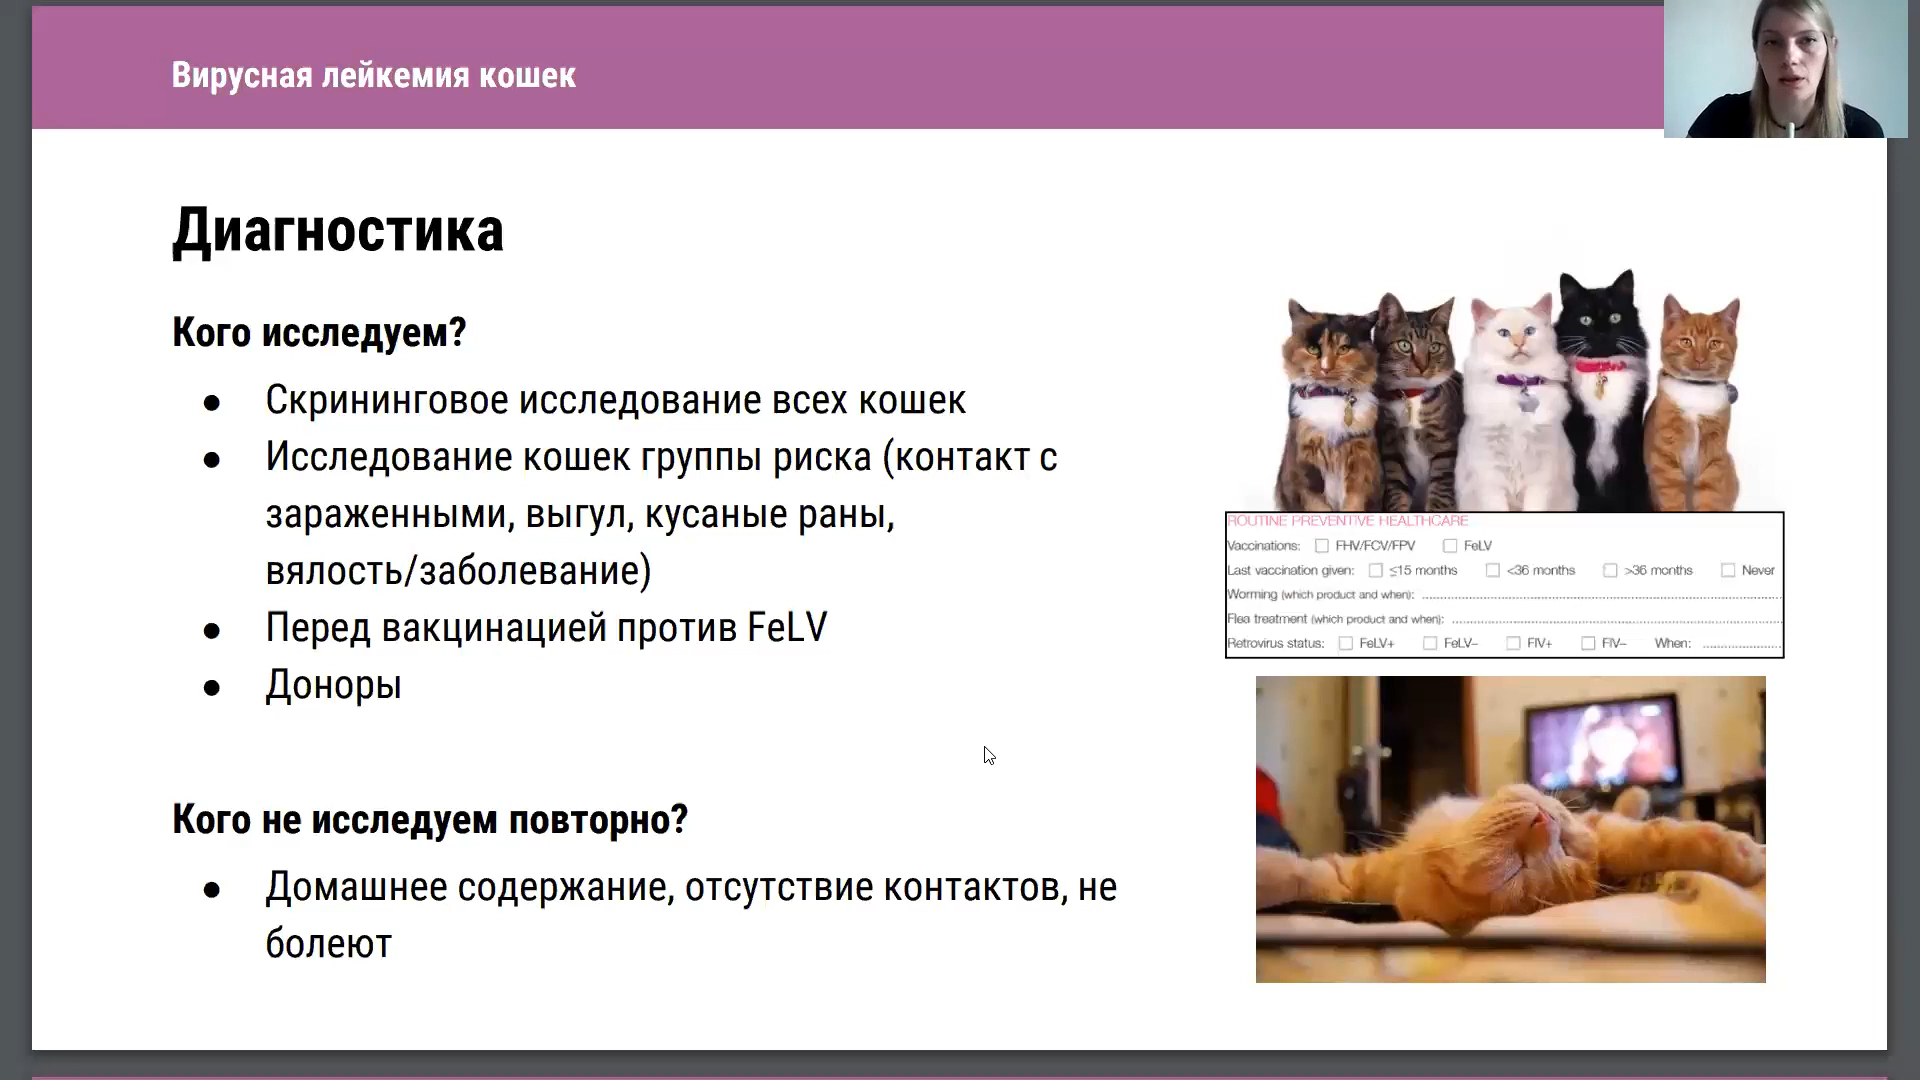 Вирусная лейкемия кошек
Диагностика
Кого исследуем?
● Скрининговое исследование всех кошек
● Исследование кошек группы риска (контакт с
зараженными, выгул, кусаные раны,
вялость/заболевание)
● Перед вакцинацией против FeLV
● Доноры
Кого не исследуем повторно?
● Домашнее содержание, отсутствие контактов, не
болеют
ROUTINE PREVENTIVE HEALTHCARE
Vaccinations: FHV/FCV/FPV FeLV
Last vaccination given: ≤15 months <36 months >36 months Never
Worming (which product and when):
Flea treatment (which product and when):
Retrovirus status: FeLV+ FeLV– FIV+ FIV– When: